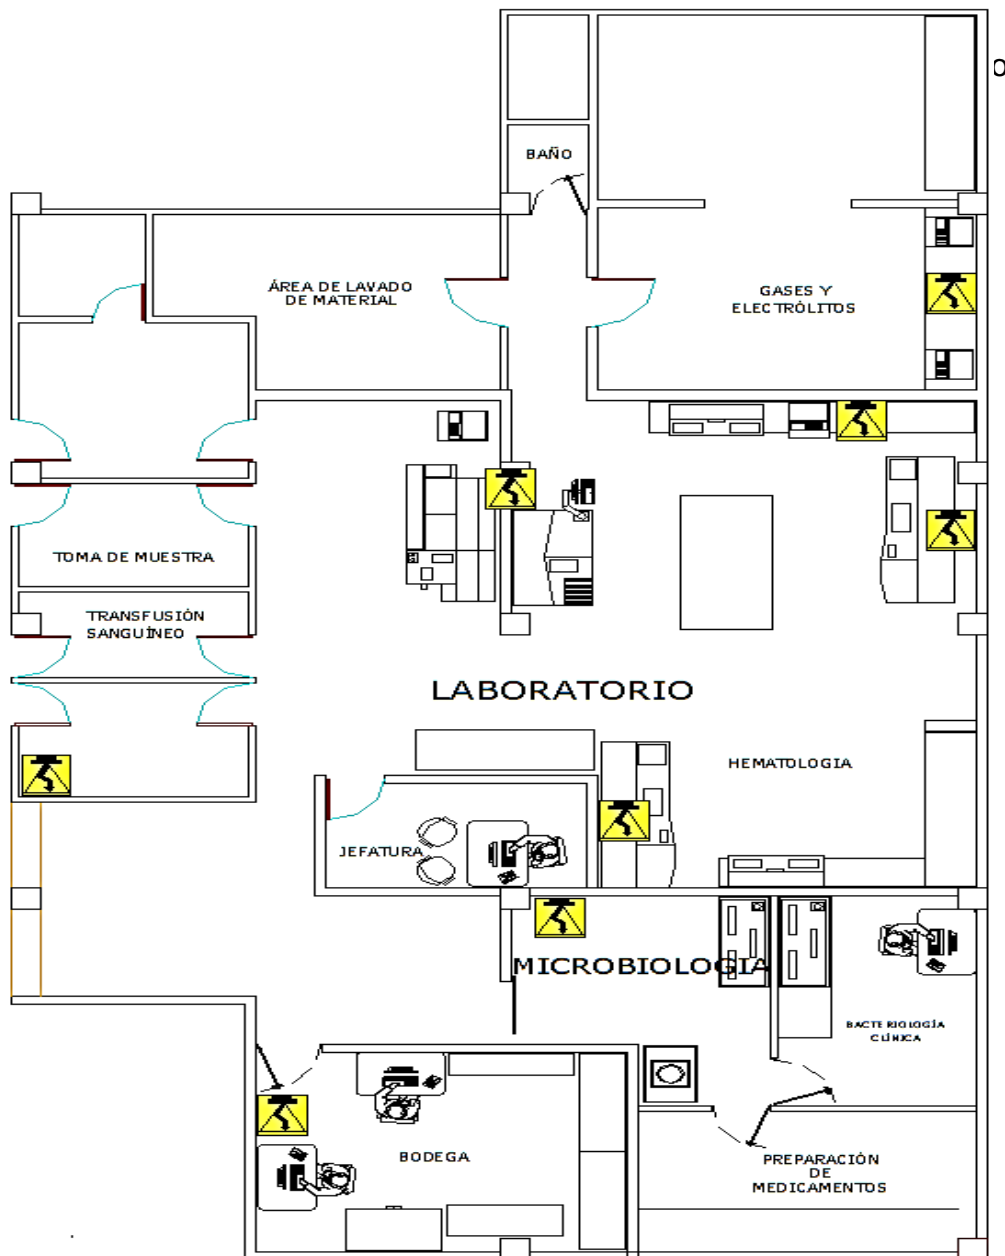 O
BAÑO
ÁREA DE LAVADO
DE MATERIAL
GASES Y
ELECTRÓLITOS
TOMA DE MUESTRA
TRANSFUSIÓN
SANGUÍNEO
LABORATORIO
HEMATOLOGIA
JEFATURA
MICROBIOLOGIA
BACTERIOLOGÍA
CLÍNICA
BODEGA
PREPARACIÓN
DE
MEDICAMENTOS